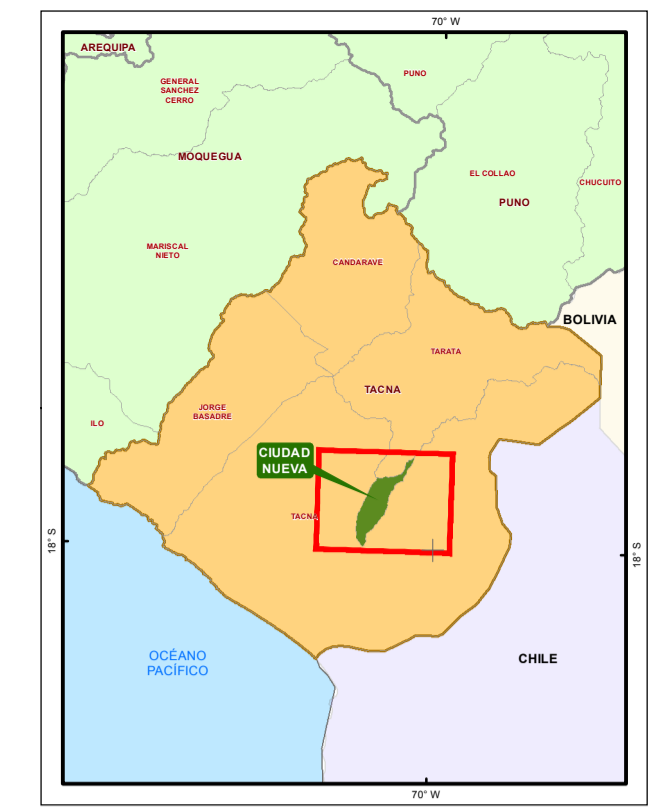 70° W
AREQUIPA
PUNO
GENERAL
SANCHEZ
CERRO
MOQUEGUA
EL COLLAO
CHUCUITO
PUNO
MARISCAL
NIETO
CANDARAVE
BOLIVIA
TARATA
TACNA
JORGE
BASADRE
ILO
CIUDAD
NUEVA
TACNA
18° S
18° S
OCÉANO
PACÍFICO
CHILE
70° W